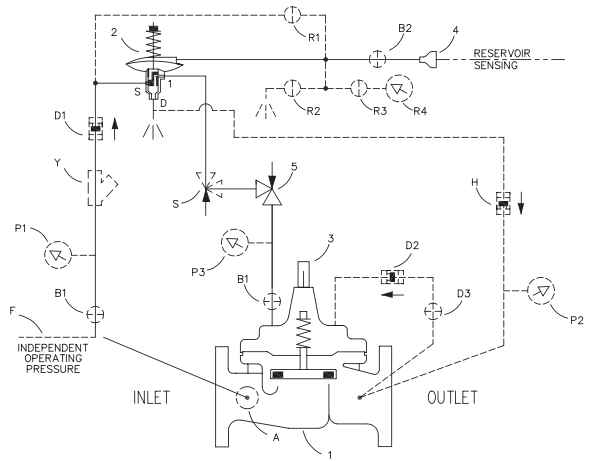 2
R1
B2
4
RESERVOIR
SENSING
S
1
D
R2
R3
R4
D1
Y
5
H
S
P1
P3
3
D2
B1
B1
D3
F
P2
INDEPENDENT
OPERATING
PRESSURE
INLET
OUTLET
A
1